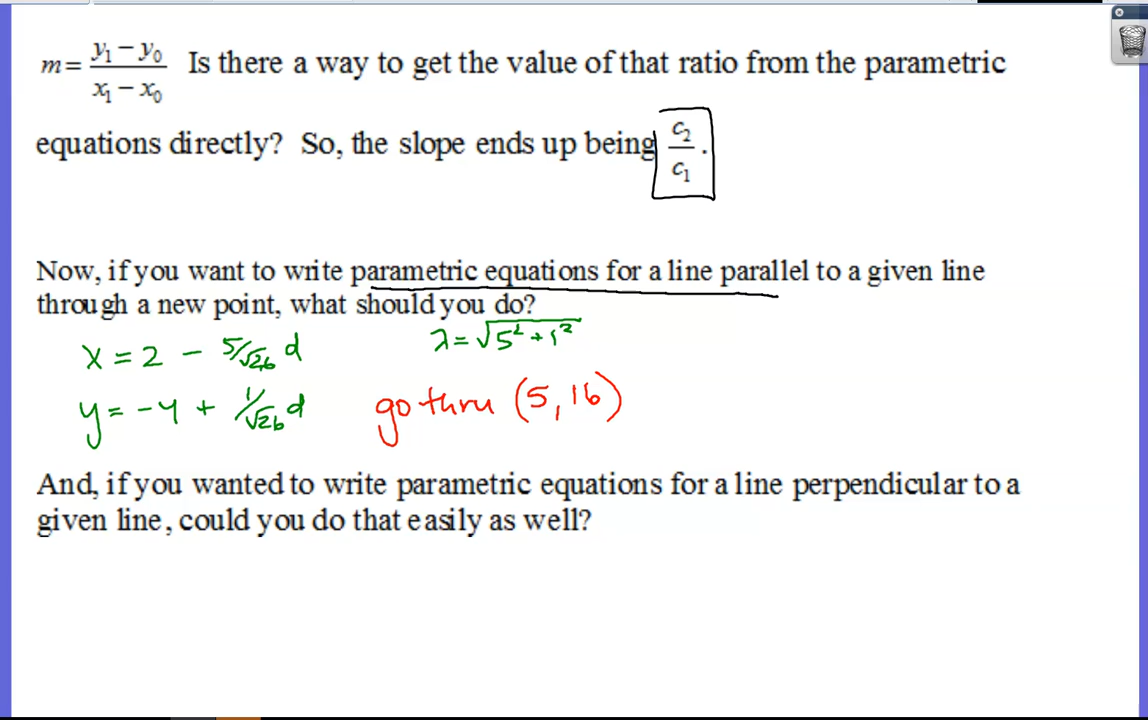 m = y₁ − y₀ / x₁ − x₀ Is there a way to get the value of that ratio from the parametric
equations directly? So, the slope ends up being c₂ / c₁ .
Now, if you want to write parametric equations for a line parallel to a given line
through a new point, what should you do?
x = 2 − 5/√26 d λ = √5² + 1²
y = -4 + 1/√26 d go thru (5, 16)
And, if you wanted to write parametric equations for a line perpendicular to a
given line, could you do that easily as well?